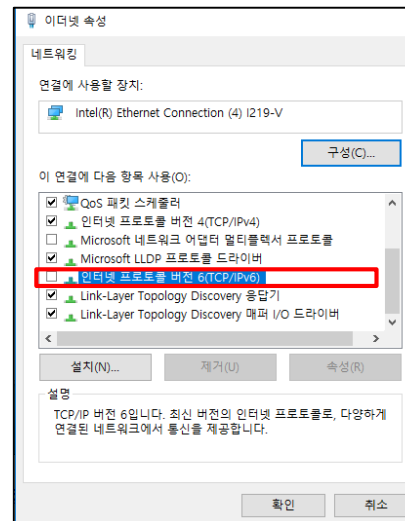 이더넷 속성
네트워킹
연결에 사용할 장치:
Intel(R) Ethernet Connection (4) I219-V
구성(C)...
이 연결에 다음 항목 사용(O):
QoS 패킷 스케줄러
인터넷 프로토콜 버전 4(TCP/IPv4)
Microsoft 네트워크 어댑터 멀티플렉서 프로토콜
Microsoft LLDP 프로토콜 드라이버
인터넷 프로토콜 버전 6(TCP/IPv6)
Link-Layer Topology Discovery 응답기
Link-Layer Topology Discovery 매퍼 I/O 드라이버
설치(N)... 제거(U) 속성(R)
설명
TCP/IP 버전 6입니다. 최신 버전의 인터넷 프로토콜로, 다양하게
연결된 네트워크에서 통신을 제공합니다.
확인 취소